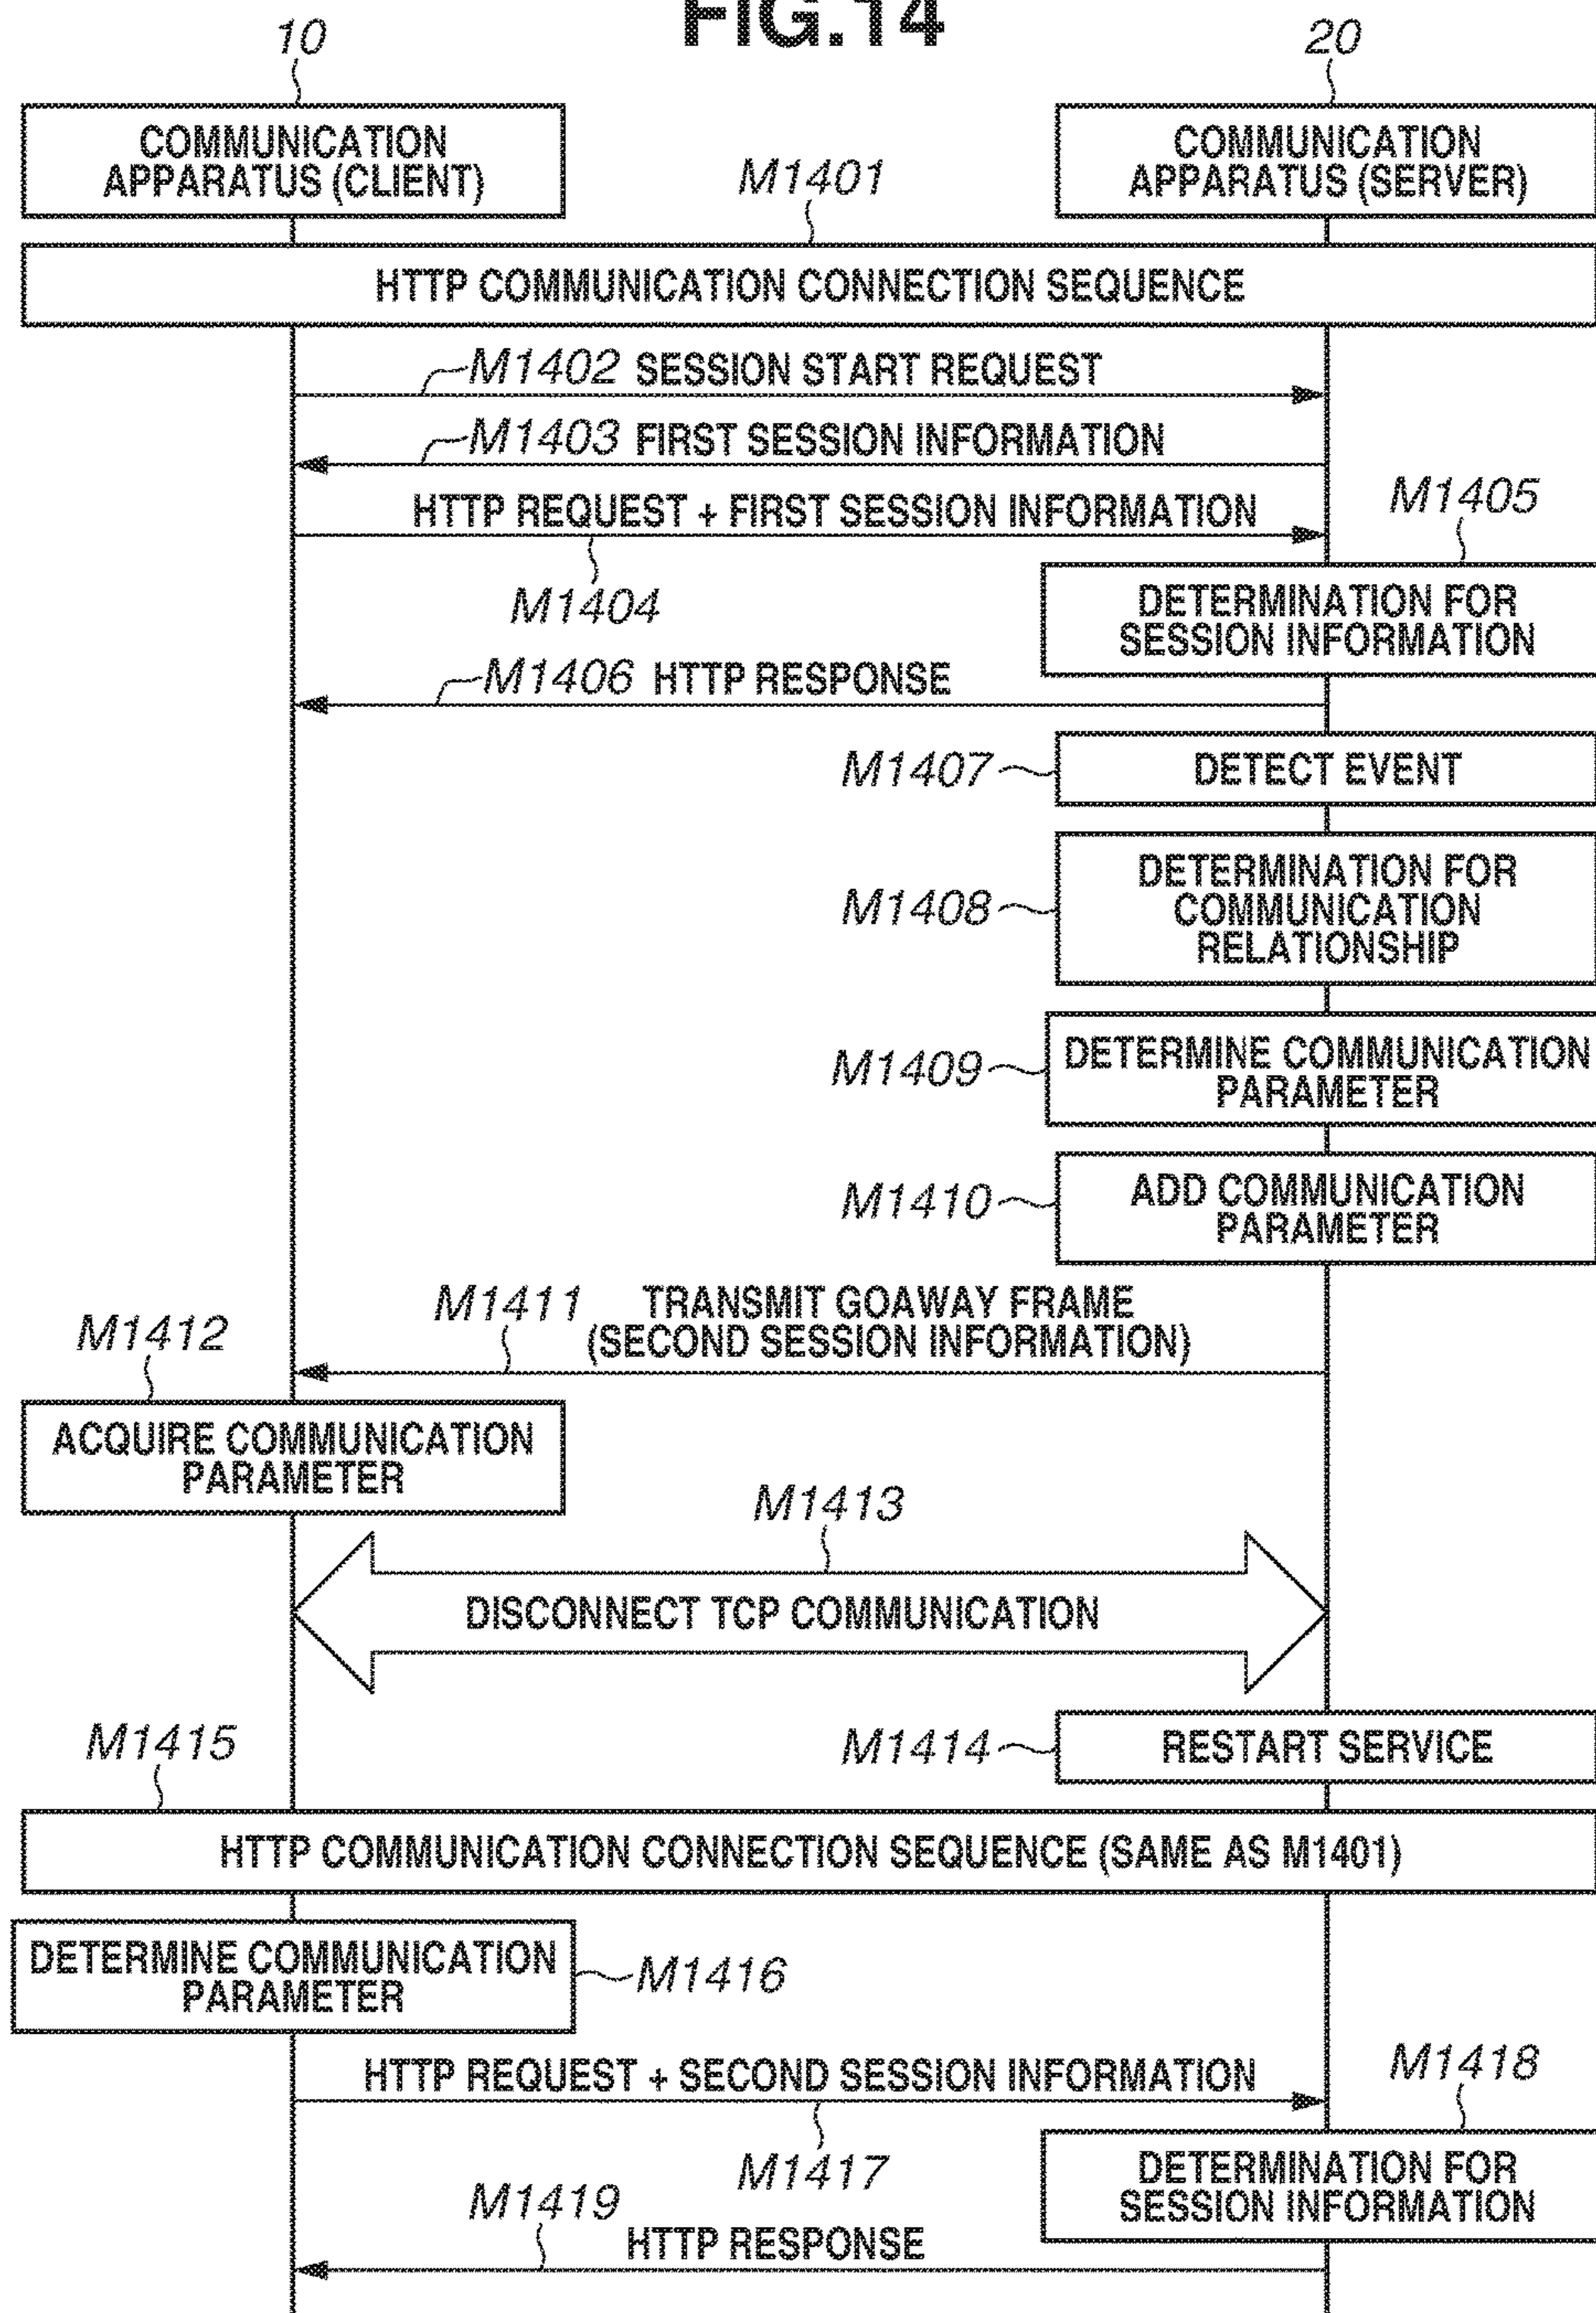 FIG.14
10
20
COMMUNICATION
APPARATUS (CLIENT)
COMMUNICATION
APPARATUS (SERVER)
M1401
HTTP COMMUNICATION CONNECTION SEQUENCE
M1402 SESSION START REQUEST
M1403 FIRST SESSION INFORMATION
HTTP REQUEST + FIRST SESSION INFORMATION
M1404
M1405
DETERMINATION FOR
SESSION INFORMATION
M1406 HTTP RESPONSE
M1407
DETECT EVENT
M1408
DETERMINATION FOR
COMMUNICATION
RELATIONSHIP
M1409
DETERMINE COMMUNICATION
PARAMETER
M1410
ADD COMMUNICATION
PARAMETER
M1411
TRANSMIT GOAWAY FRAME
(SECOND SESSION INFORMATION)
M1412
ACQUIRE COMMUNICATION
PARAMETER
M1413
DISCONNECT TCP COMMUNICATION
M1414
RESTART SERVICE
M1415
HTTP COMMUNICATION CONNECTION SEQUENCE (SAME AS M1401)
DETERMINE COMMUNICATION
PARAMETER
M1416
HTTP REQUEST + SECOND SESSION INFORMATION
M1417
M1418
DETERMINATION FOR
SESSION INFORMATION
M1419
HTTP RESPONSE